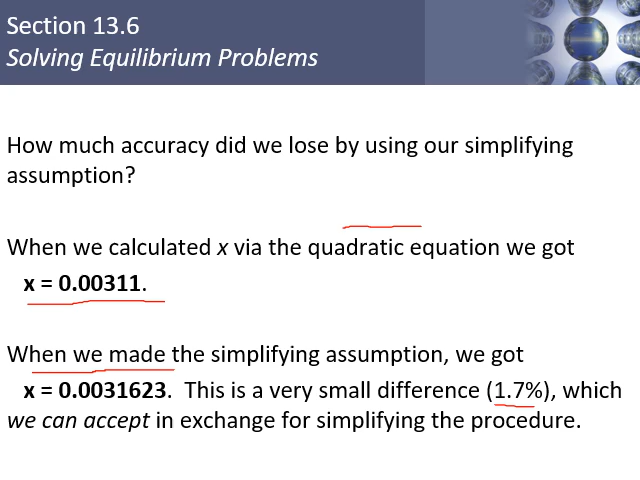 Section 13.6
Solving Equilibrium Problems
How much accuracy did we lose by using our simplifying
assumption?
When we calculated x via the quadratic equation we got
x = 0.00311.
When we made the simplifying assumption, we got
x = 0.0031623. This is a very small difference (1.7%), which
we can accept in exchange for simplifying the procedure.